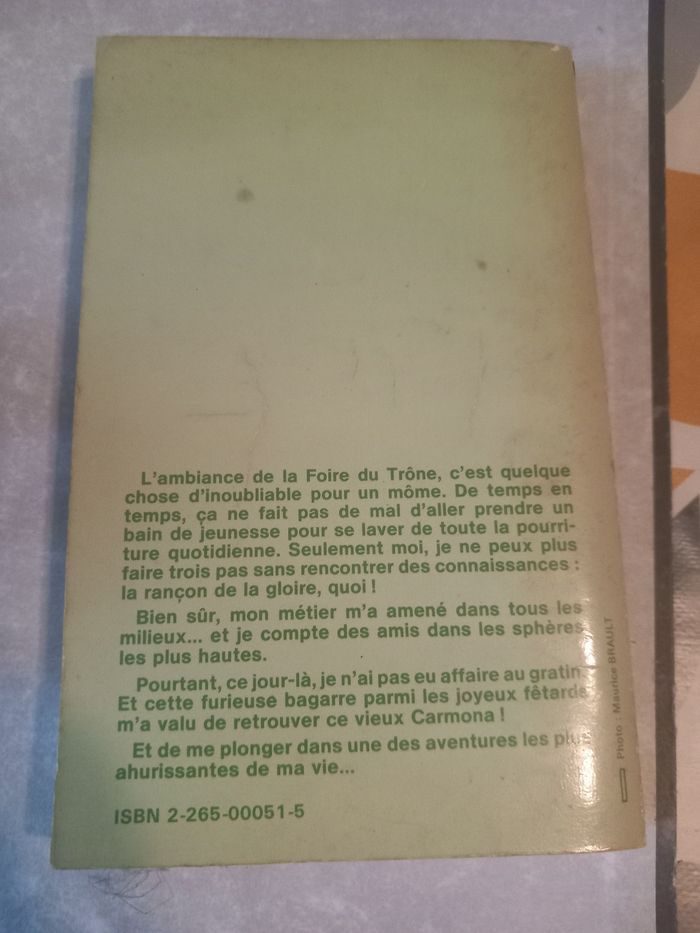 L'ambiance de la Foire du Trône, c'est quelque
chose d'inoubliable pour un môme. De temps en
temps, ça ne fait pas de mal d'aller prendre un
bain de jeunesse pour se laver de toute la pourri-
ture quotidienne. Seulement moi, je ne peux plus
faire trois pas sans rencontrer des connaissances :
la rançon de la gloire, quoi !
Bien sûr, mon métier m'a amené dans tous les
milieux... et je compte des amis dans les sphères
les plus hautes.
Pourtant, ce jour-là, je n'ai pas eu affaire au gratin.
Et cette furieuse bagarre parmi les joyeux fêtards
m'a valu de retrouver ce vieux Carmona !
Et de me plonger dans une des aventures les plus
ahurissantes de ma vie...
ISBN 2-265-00051-5
Photo : Maurice BRAULT